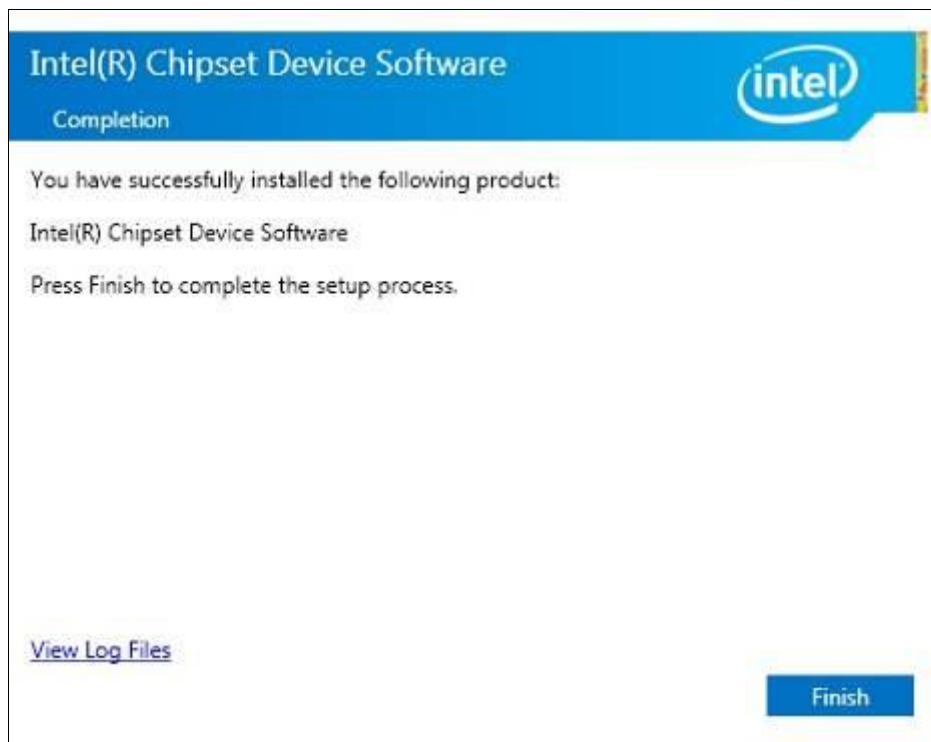 Intel(R) Chipset Device Software
intel
Completion
You have successfully installed the following product:
Intel(R) Chipset Device Software
Press Finish to complete the setup process.
View Log Files
Finish